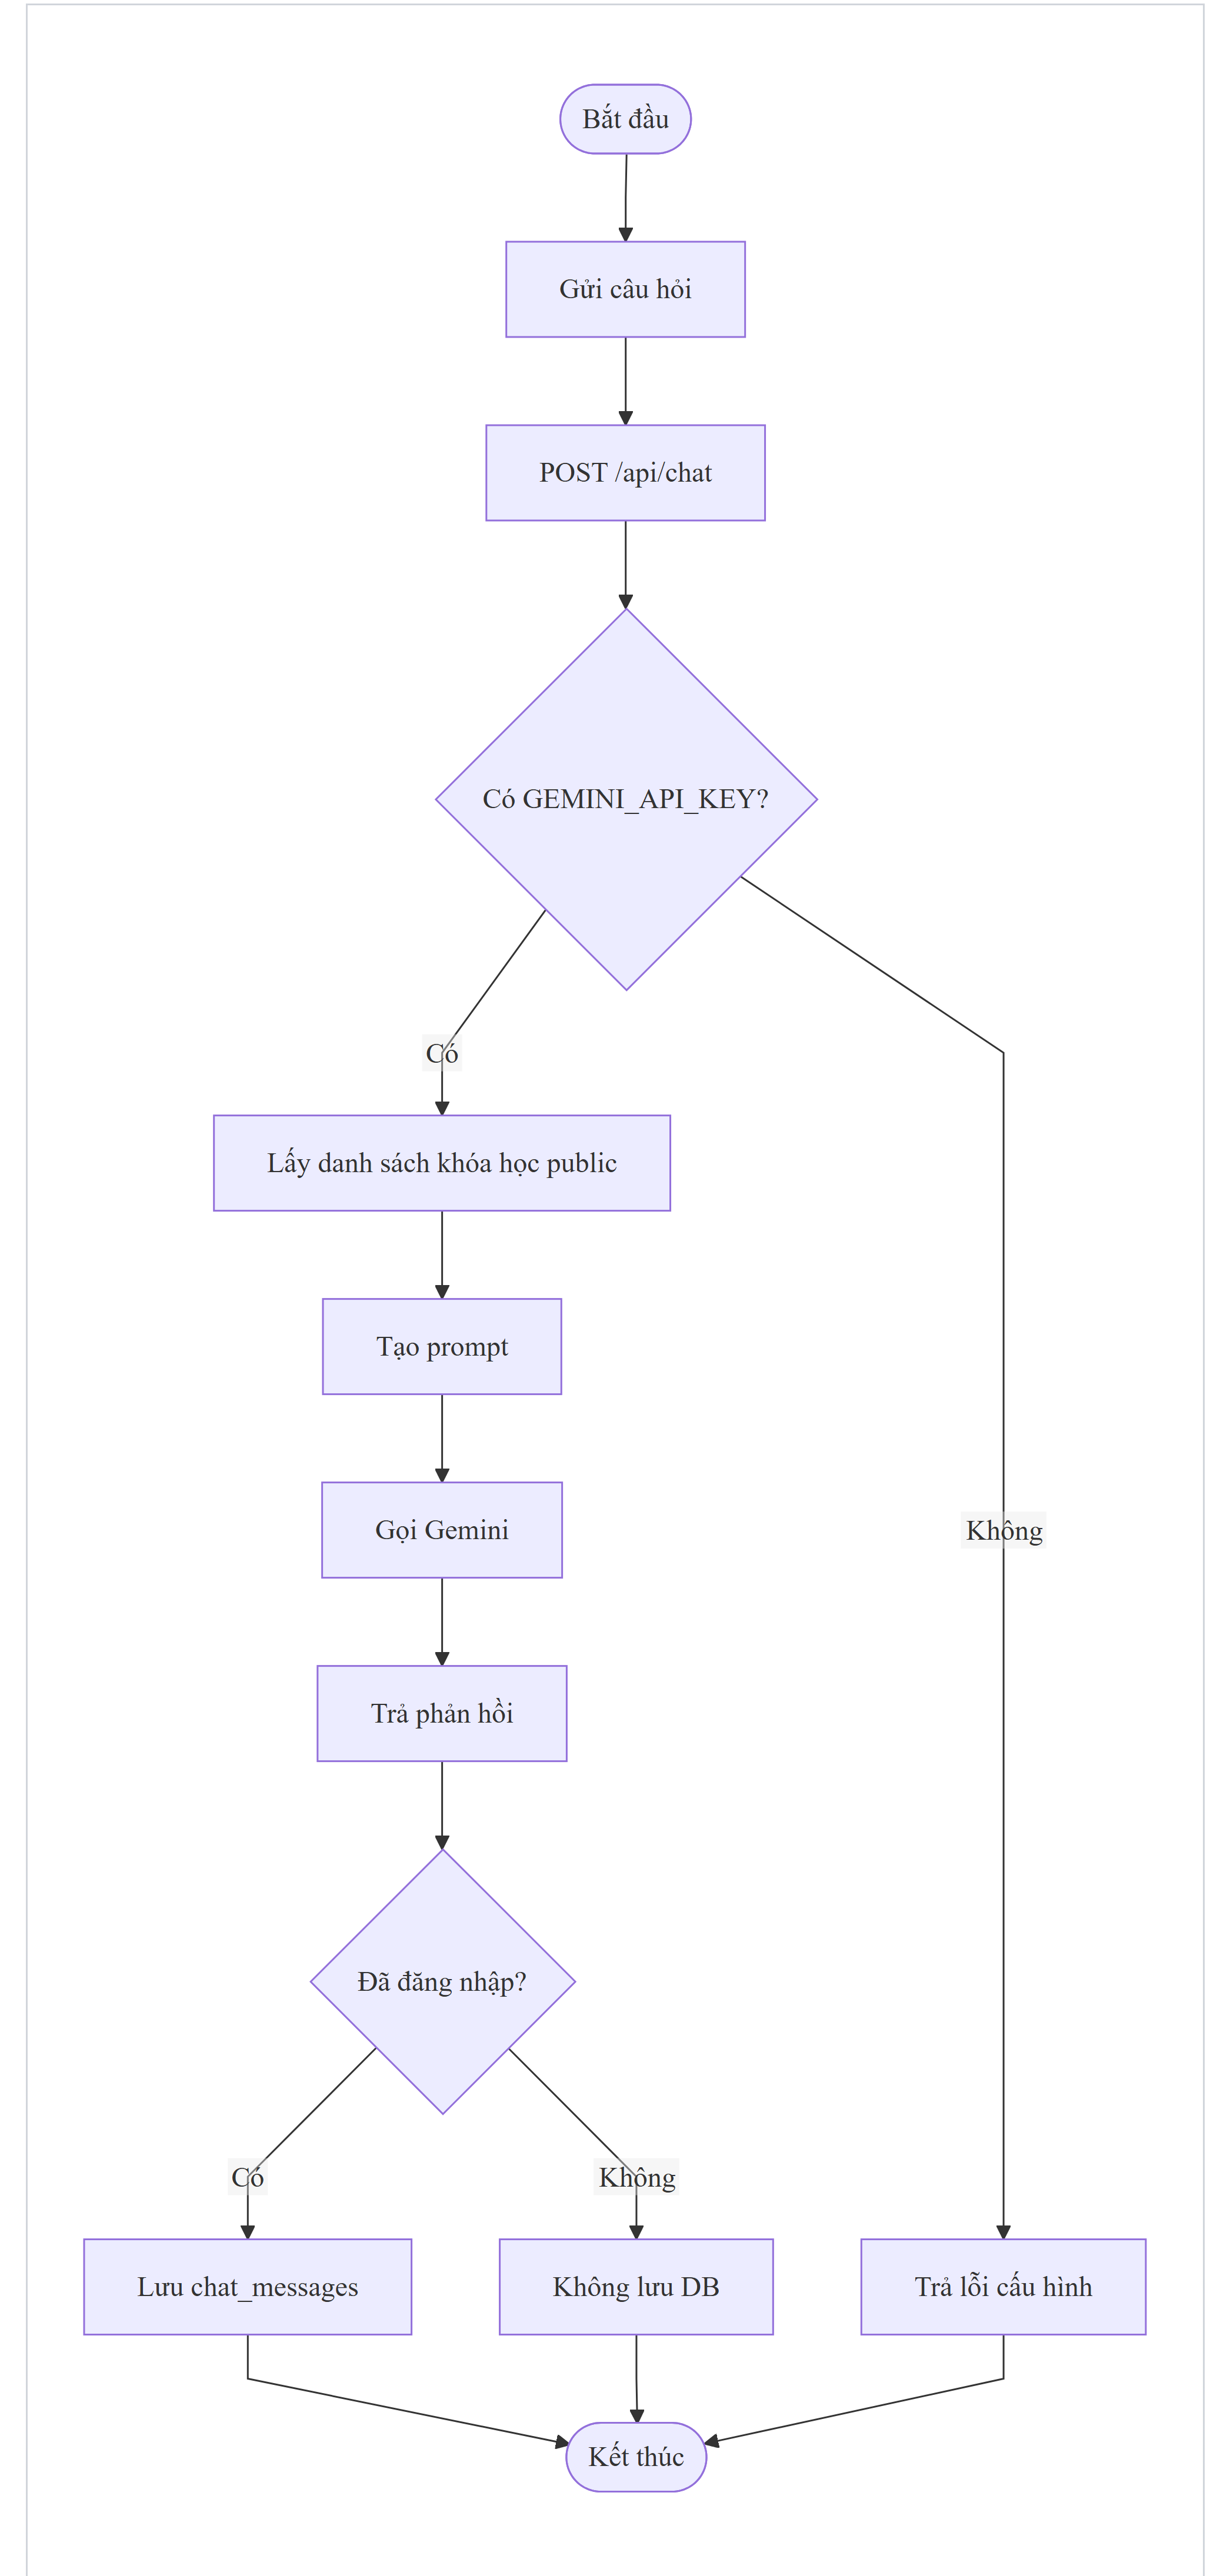 Bắt đầu
Gửi câu hỏi
POST /api/chat
Có GEMINI_API_KEY?
Có
Lấy danh sách khóa học public
Tạo prompt
Gọi Gemini
Không
Trả phản hồi
Đã đăng nhập?
Có
Không
Lưu chat_messages
Không lưu DB
Trả lỗi cấu hình
Kết thúc